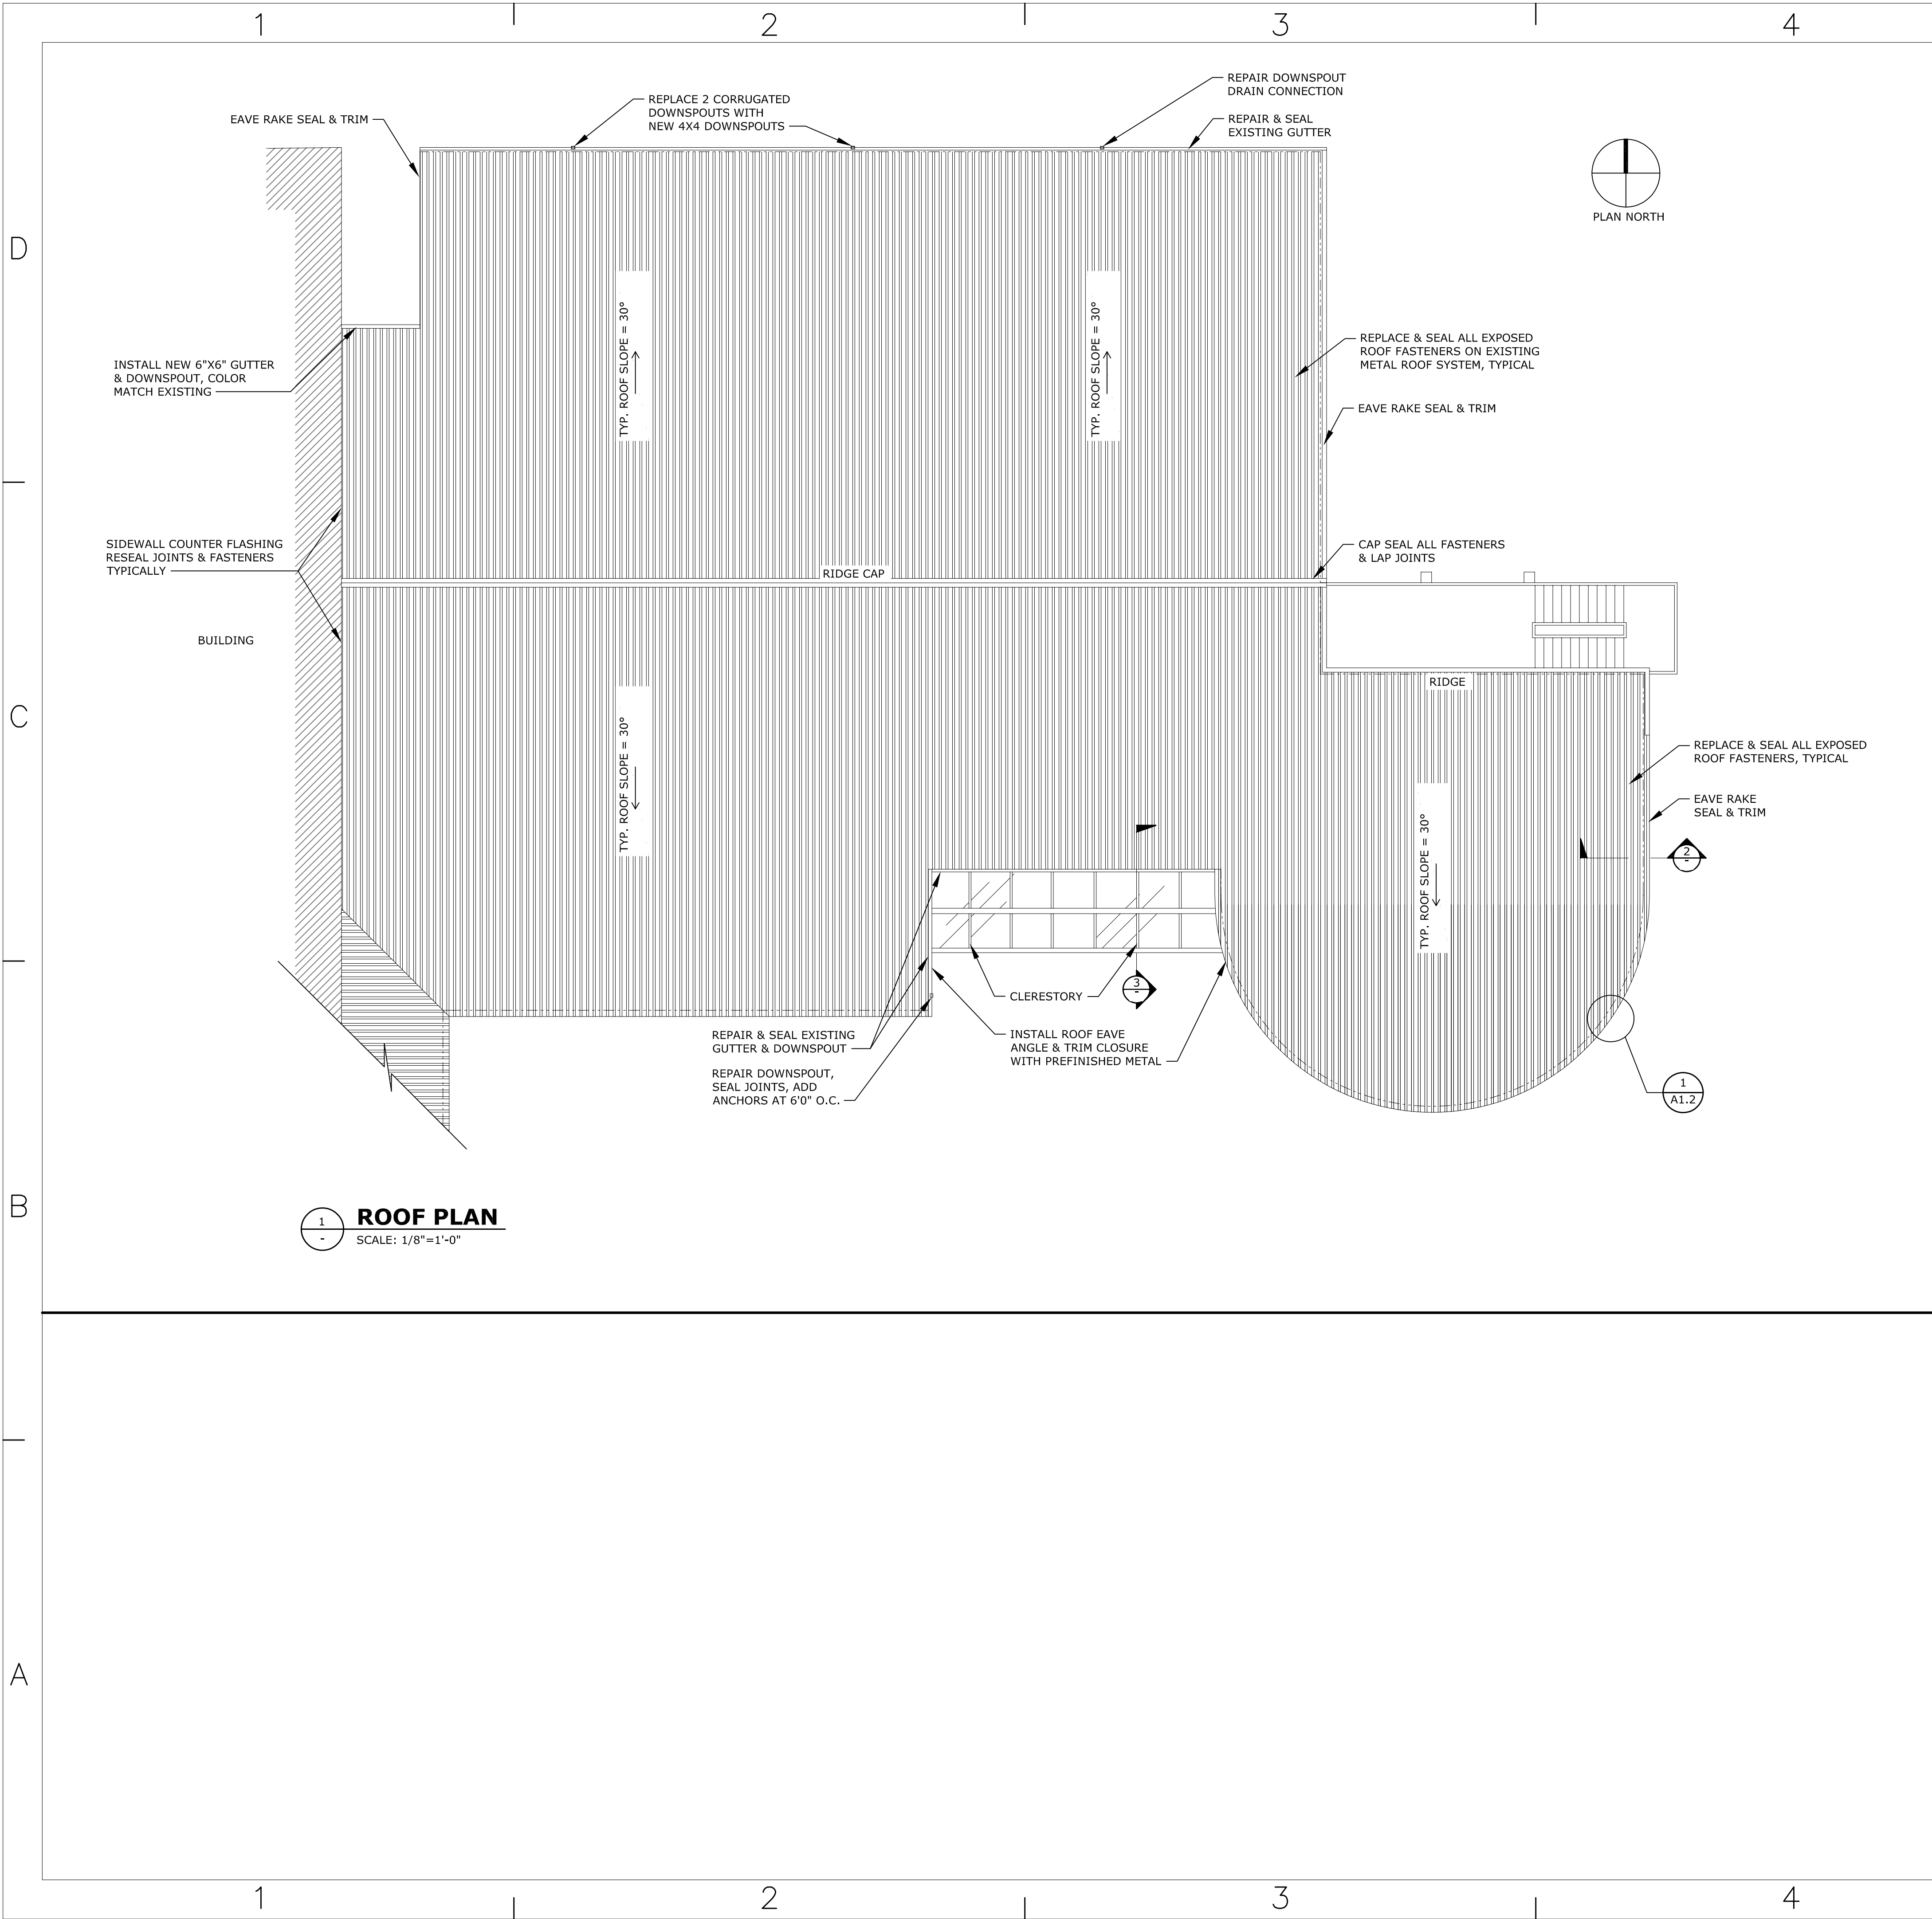 1
2
3
4
REPAIR DOWNSPOUT
DRAIN CONNECTION
REPLACE 2 CORRUGATED
DOWNSPOUTS WITH
NEW 4X4 DOWNSPOUTS
EAVE RAKE SEAL & TRIM
REPAIR & SEAL
EXISTING GUTTER
PLAN NORTH
D
TYP. ROOF SLOPE = 30°
TYP. ROOF SLOPE = 30°
REPLACE & SEAL ALL EXPOSED
ROOF FASTENERS ON EXISTING
METAL ROOF SYSTEM, TYPICAL
INSTALL NEW 6"X6" GUTTER
& DOWNSPOUT, COLOR
MATCH EXISTING
EAVE RAKE SEAL & TRIM
SIDEWALL COUNTER FLASHING
RESEAL JOINTS & FASTENERS
TYPICALLY
CAP SEAL ALL FASTENERS
& LAP JOINTS
RIDGE CAP
BUILDING
RIDGE
C
TYP. ROOF SLOPE = 30°
REPLACE & SEAL ALL EXPOSED
ROOF FASTENERS, TYPICAL
EAVE RAKE
SEAL & TRIM
TYP. ROOF SLOPE = 30°
2
-
3
-
CLERESTORY
REPAIR & SEAL EXISTING
GUTTER & DOWNSPOUT
INSTALL ROOF EAVE
ANGLE & TRIM CLOSURE
WITH PREFINISHED METAL
REPAIR DOWNSPOUT,
SEAL JOINTS, ADD
ANCHORS AT 6'0" O.C.
1
A1.2
B
1
-
ROOF PLAN
SCALE: 1/8"=1'-0"
A
1
2
3
4